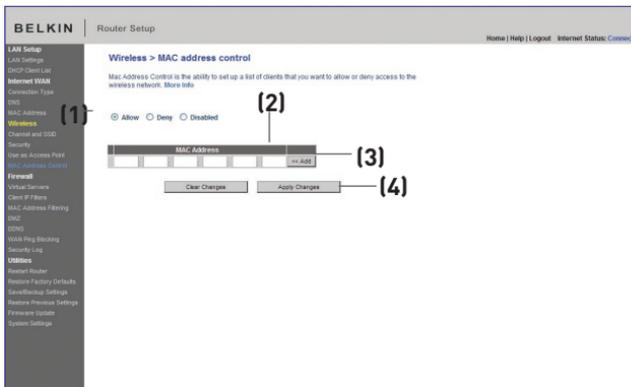 BELKIN
Router Setup
Home | Help | Logout Internet Status: Connec
LAN Setup
LAN Settings
DHCP Client List
Internet WAN
Connection Type
DNS
MAC Address
Wireless
Channel and SSID
Security
Use as Access Point
MAC Address Control
Firewall
Virtual Servers
Client IP Filters
MAC Address Filtering
DMZ
DDNS
WAN Ping Blocking
Security Log
Utilities
Restart Router
Restore Factory Defaults
Save/Backup Settings
Restore Previous Settings
Firmware Update
System Settings
Wireless > MAC address control
Mac Address Control is the ability to set up a list of clients that you want to allow or deny access to the
wireless network. More Info
(1)
Allow Deny Disabled
(2)
MAC Address
<< Add
(3)
Clear Changes Apply Changes
(4)